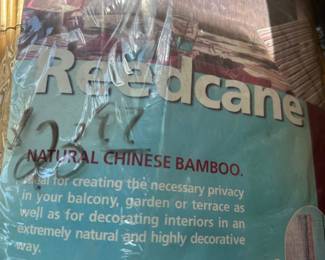 Reedcane
NATURAL CHINESE BAMBOO.
for creating the necessary privacy
in your balcony, garden or terrace as
well as for decorating interiors in an
extremely natural and highly decorative
way.